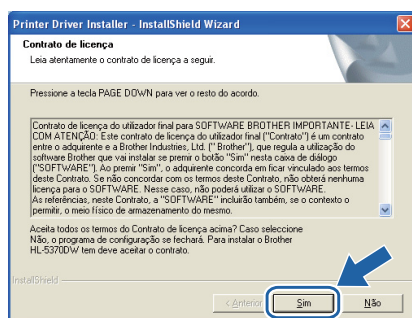 Printer Driver Installer - InstallShield Wizard
Contrato de licença
Leia atentamente o contrato de licença a seguir.
Pressione a tecla PAGE DOWN para ver o resto do acordo.
Contrato de licença do utilizador final para SOFTWARE BROTHER IMPORTANTE- LEIA
COM ATENÇÃO: Este contrato de licença do utilizador final ("Contrato") é um contrato
entre o adquirente e a Brother Industries, Ltd. ("Brother"), que regula a utilização do
software Brother que vai instalar se premir o botão "Sim" nesta caixa de diálogo
("SOFTWARE"). Ao premir "Sim", o adquirente concorda em ficar vinculado aos termos
deste Contrato. Se não concordar com os termos deste Contrato, não obterá nenhuma
licença para o SOFTWARE. Nesse caso, não poderá utilizar o SOFTWARE.
As referências, neste Contrato, a "SOFTWARE" incluirão também, se o contexto o
permitir, o meio físico de armazenamento do mesmo.
Aceita todos os termos do Contrato de licença acima? Caso seleccione
Não, o programa de configuração se fechará. Para instalar o Brother
HL-5370DW tem deve aceitar o contrato.
InstallShield
< Anterior Sim Não